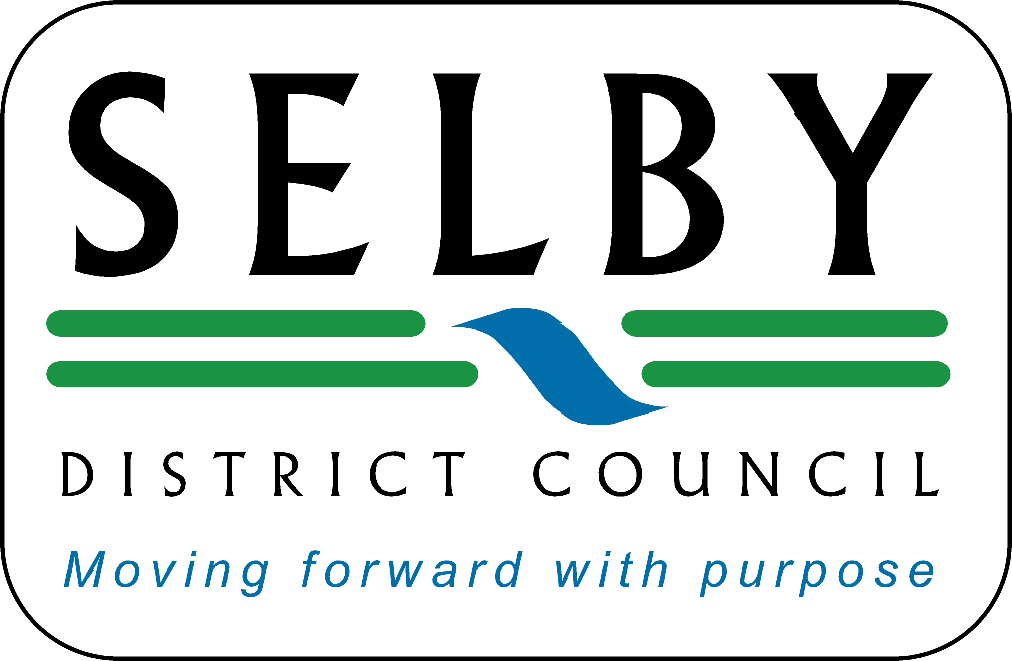 SELBY
DISTRICT COUNCIL
Moving forward with purpose